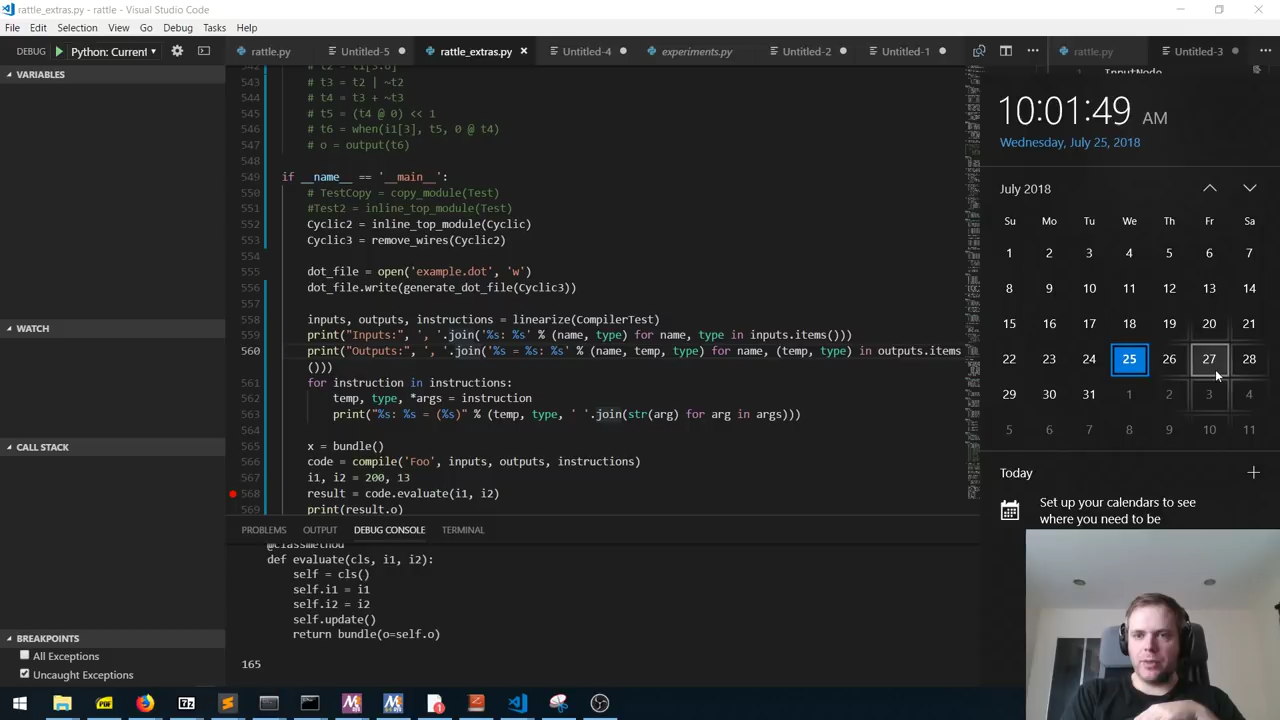 rattle_extras.py - rattle - Visual Studio Code
File Edit Selection View Go Debug Tasks Help
DEBUG Python: Current
rattle.py Untitled-5 rattle_extras.py Untitled-4 experiments.py Untitled-2 Untitled-1 rattle.py Untitled-3
VARIABLES
WATCH
CALL STACK
BREAKPOINTS
All Exceptions
Uncaught Exceptions
542 # t2 = i1[3:0]
543 # t3 = t2 | ~t2
544 # t4 = t3 + ~t3
545 # t5 = (t4 @ 0) << 1
546 # t6 = when(i1[3], t5, 0 @ t4)
547 # o = output(t6)
548
549 if __name__ == '__main__':
550 # TestCopy = copy_module(Test)
551 #Test2 = inline_top_module(Test)
552 Cyclic2 = inline_top_module(Cyclic)
553 Cyclic3 = remove_wires(Cyclic2)
554
555 dot_file = open('example.dot', 'w')
556 dot_file.write(generate_dot_file(Cyclic3))
557
558 inputs, outputs, instructions = linearize(CompilerTest)
559 print("Inputs:", ', '.join('%s: %s' % (name, type) for name, type in inputs.items()))
560 print("Outputs:", ', '.join('%s = %s: %s' % (name, temp, type) for name, (temp, type) in outputs.items
()))
561 for instruction in instructions:
562 temp, type, *args = instruction
563 print("%s: %s = (%s)" % (temp, type, ' '.join(str(arg) for arg in args)))
564
565 x = bundle()
566 code = compile('Foo', inputs, outputs, instructions)
567 i1, i2 = 200, 13
568 result = code.evaluate(i1, i2)
569 print(result.o)
PROBLEMS OUTPUT DEBUG CONSOLE TERMINAL
@classmethod
def evaluate(cls, i1, i2):
self = cls()
self.i1 = i1
self.i2 = i2
self.update()
return bundle(o=self.o)
165
InputNode
10:01:49 AM
Wednesday, July 25, 2018
July 2018
Su Mo Tu We Th Fr Sa
1 2 3 4 5 6 7
8 9 10 11 12 13 14
15 16 17 18 19 20 21
22 23 24 25 26 27 28
29 30 31 1 2 3 4
5 6 7 8 9 10 11
Today
Set up your calendars to see
where you need to be